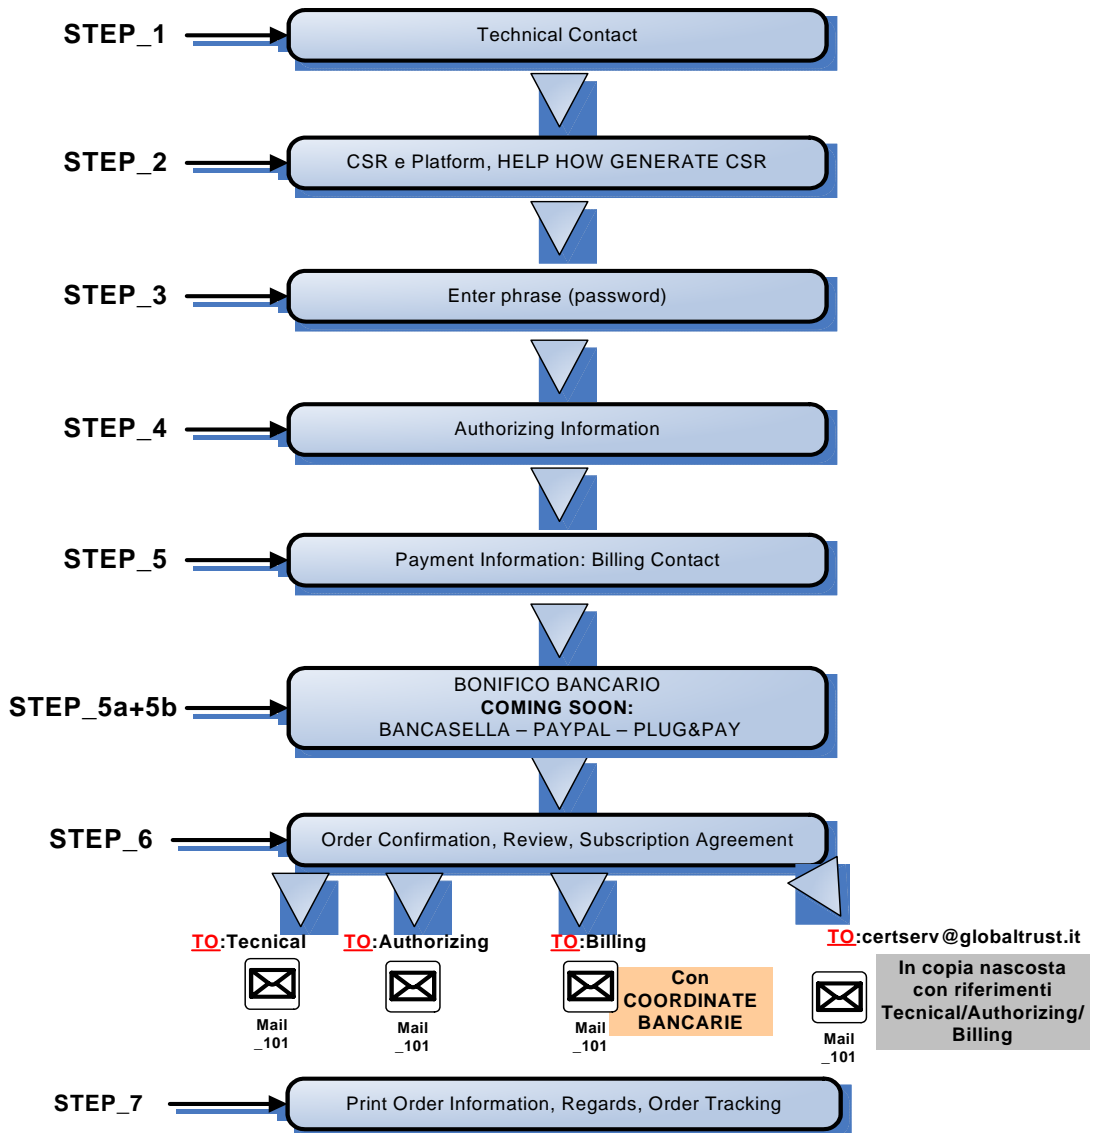 STEP_1
Technical Contact
STEP_2
CSR e Platform, HELP HOW GENERATE CSR
STEP_3
Enter phrase (password)
STEP_4
Authorizing Information
STEP_5
Payment Information: Billing Contact
STEP_5a+5b
BONIFICO BANCARIO
COMING SOON:
BANCASELLA – PAYPAL – PLUG&PAY
STEP_6
Order Confirmation, Review, Subscription Agreement
TO:Tecnical
TO:Authorizing
TO:Billing
TO:certserv@globaltrust.it
Mail
_101
Mail
_101
Mail
_101
Con
COORDINATE
BANCARIE
Mail
_101
In copia nascosta
con riferimenti
Tecnical/Authorizing/
Billing
STEP_7
Print Order Information, Regards, Order Tracking